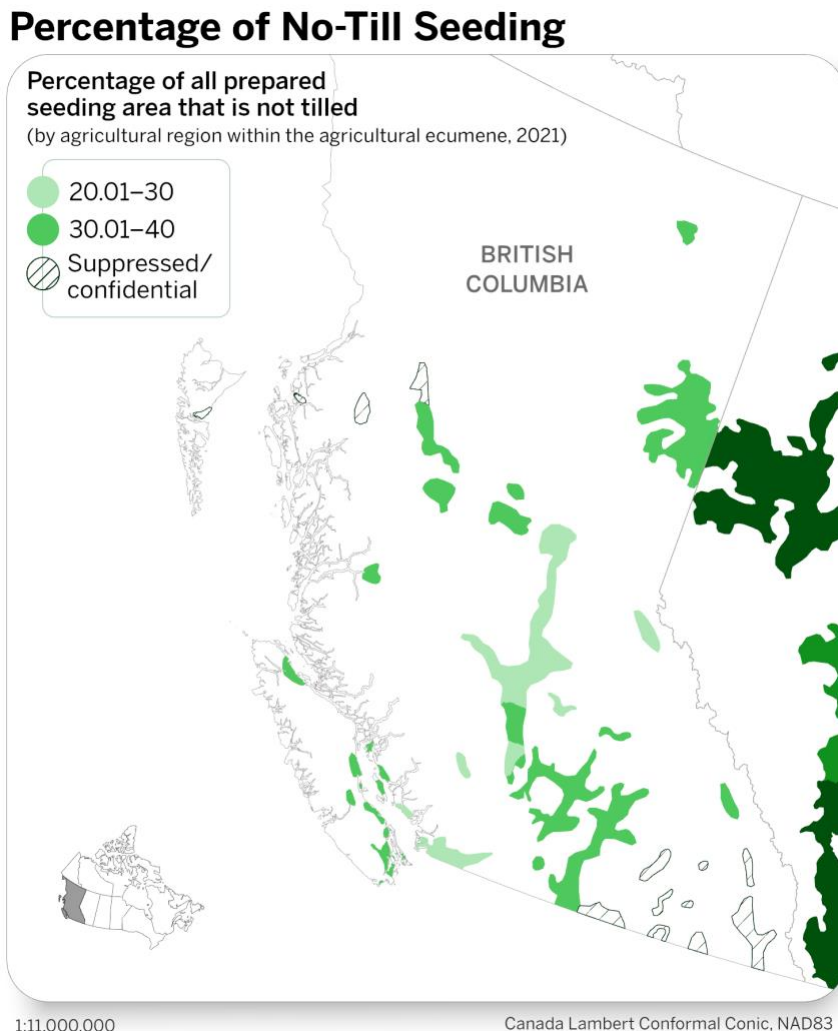 Percentage of No-Till Seeding
Percentage of all prepared
seeding area that is not tilled
(by agricultural region within the agricultural ecumene, 2021)
20.01–30
30.01–40
Suppressed/
confidential
BRITISH
COLUMBIA
1:11,000,000
Canada Lambert Conformal Conic, NAD83